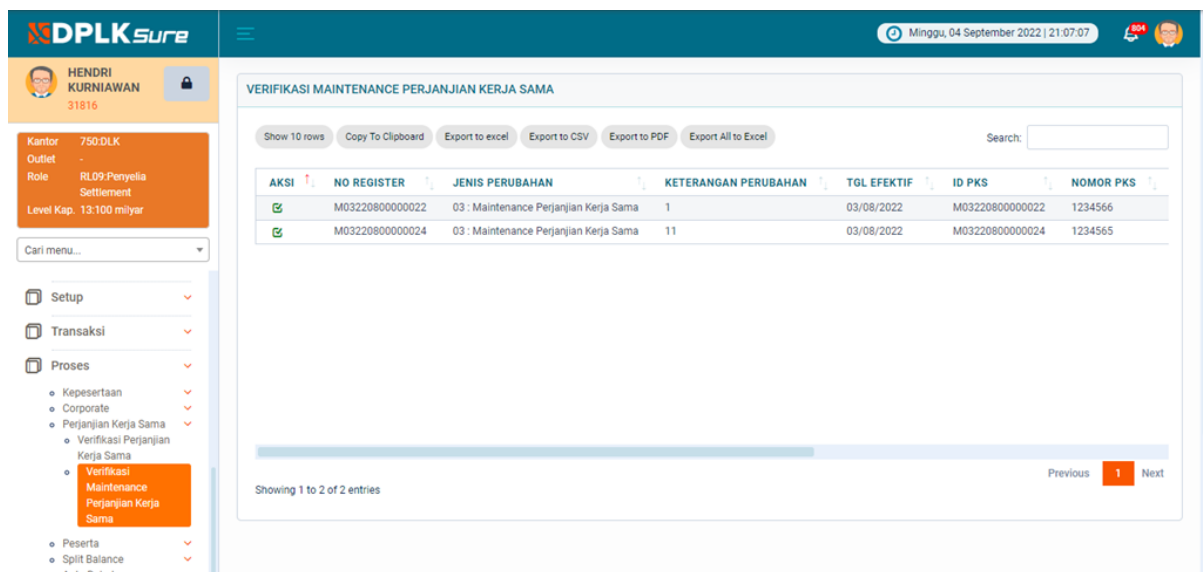 DPLKSure
Minggu, 04 September 2022 | 21:07:07
804
HENDRI
KURNIAWAN
31816
Kantor 750:DLK
Outlet -
Role RL09:Penyelia
Settlement
Level Kap. 13:100 milyar
Cari menu...
Setup
Transaksi
Proses
Kepesertaan
Corporate
Perjanjian Kerja Sama
Verifikasi Perjanjian
Kerja Sama
Verifikasi
Maintenance
Perjanjian Kerja
Sama
Peserta
Split Balance
VERIFIKASI MAINTENANCE PERJANJIAN KERJA SAMA
Show 10 rows Copy To Clipboard Export to excel Export to CSV Export to PDF Export All to Excel Search:
AKSI NO REGISTER JENIS PERUBAHAN KETERANGAN PERUBAHAN TGL EFEKTIF ID PKS NOMOR PKS
M03220800000022 03 : Maintenance Perjanjian Kerja Sama 1 03/08/2022 M03220800000022 1234566
M03220800000024 03 : Maintenance Perjanjian Kerja Sama 11 03/08/2022 M03220800000024 1234565
Showing 1 to 2 of 2 entries
Previous 1 Next